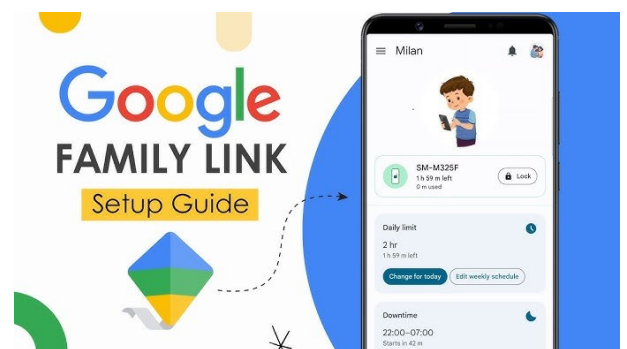 Google
FAMILY LINK
Setup Guide
Milan
SM-M325F
1 h 59 m left
0 m used
Lock
Daily limit
2 hr
1 h 59 m left
Change for today
Edit weekly schedule
Downtime
22:00–07:00
Starts in 42 m